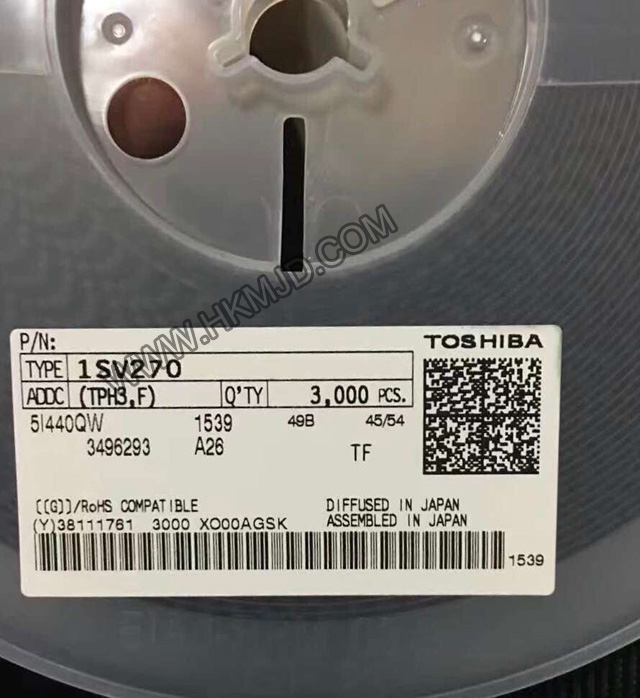 WWW.HKMJD.COM
P/N:
TOSHIBA
TYPE 1SV270
ADDC (TPH3,F) Q'TY 3,000 PCS.
5I440QW 1539 49B 45/54
3496293 A26 TF
[[G]]/RoHS COMPATIBLE DIFFUSED IN JAPAN
(Y)38111761 3000 XO00AGSK ASSEMBLED IN JAPAN
1539